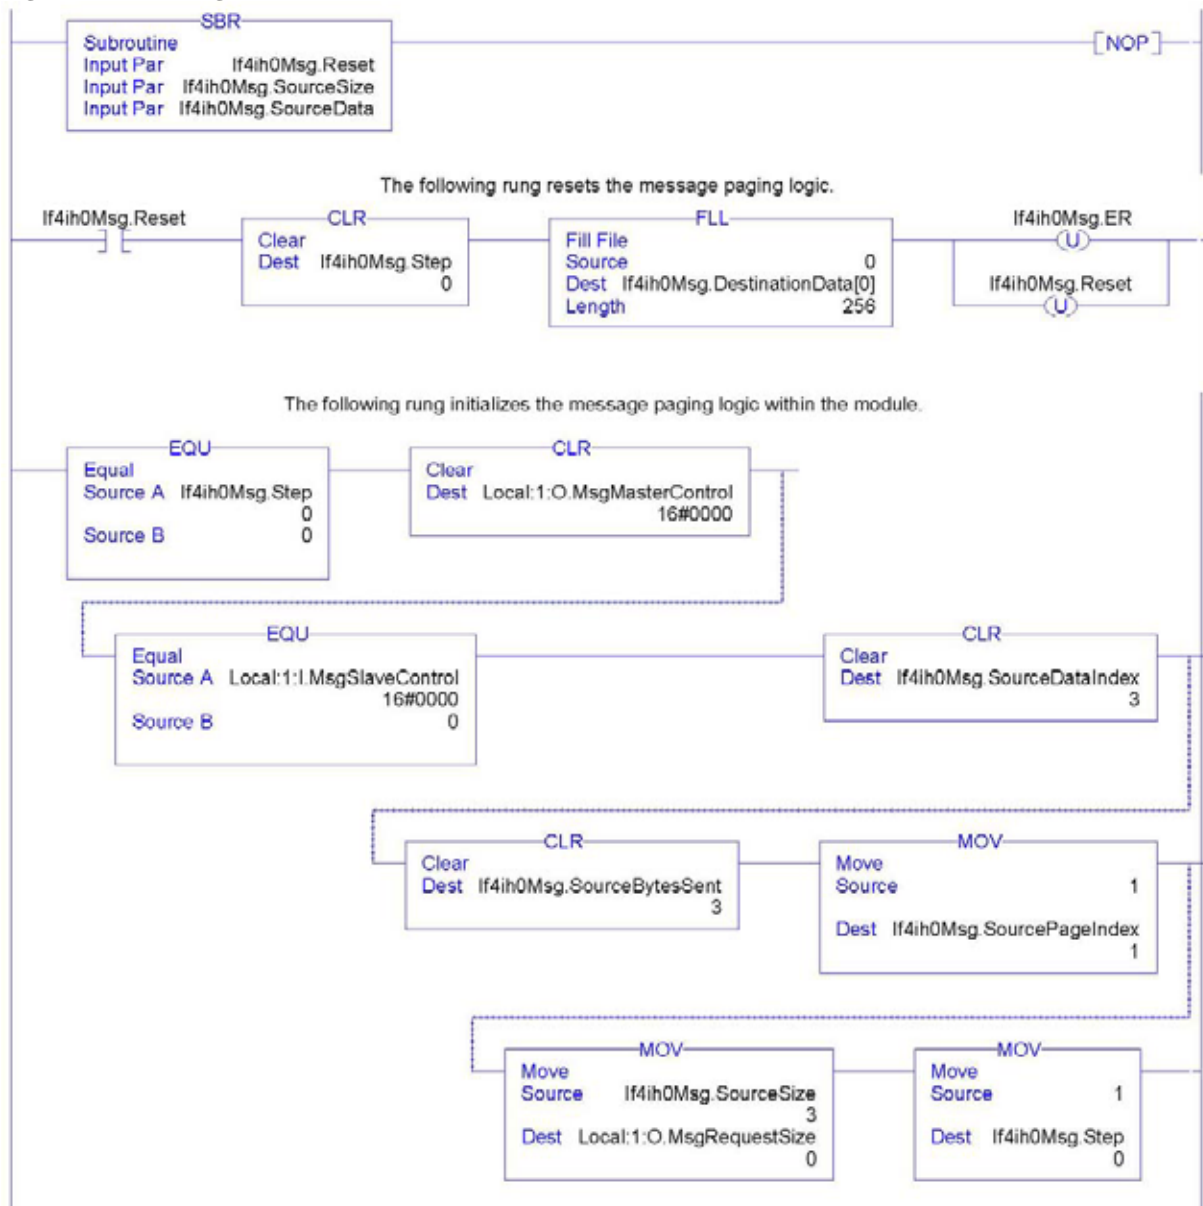 SBR
Subroutine
Input Par If4ih0Msg.Reset
Input Par If4ih0Msg.SourceSize
Input Par If4ih0Msg.SourceData
NOP
The following rung resets the message paging logic.
If4ih0Msg.Reset
CLR
Clear
Dest If4ih0Msg.Step
0
FLL
Fill File
Source 0
Dest If4ih0Msg.DestinationData[0]
Length 256
If4ih0Msg.ER
U
If4ih0Msg.Reset
U
The following rung initializes the message paging logic within the module.
EQU
Equal
Source A If4ih0Msg.Step
0
Source B 0
CLR
Clear
Dest Local:1:O.MsgMasterControl
16#0000
EQU
Equal
Source A Local:1:I.MsgSlaveControl
16#0000
Source B 0
CLR
Clear
Dest If4ih0Msg.SourceDataIndex
3
CLR
Clear
Dest If4ih0Msg.SourceBytesSent
3
MOV
Move
Source 1
Dest If4ih0Msg.SourcePageIndex
1
MOV
Move
Source If4ih0Msg.SourceSize
3
Dest Local:1:O.MsgRequestSize
0
MOV
Move
Source 1
Dest If4ih0Msg.Step
0